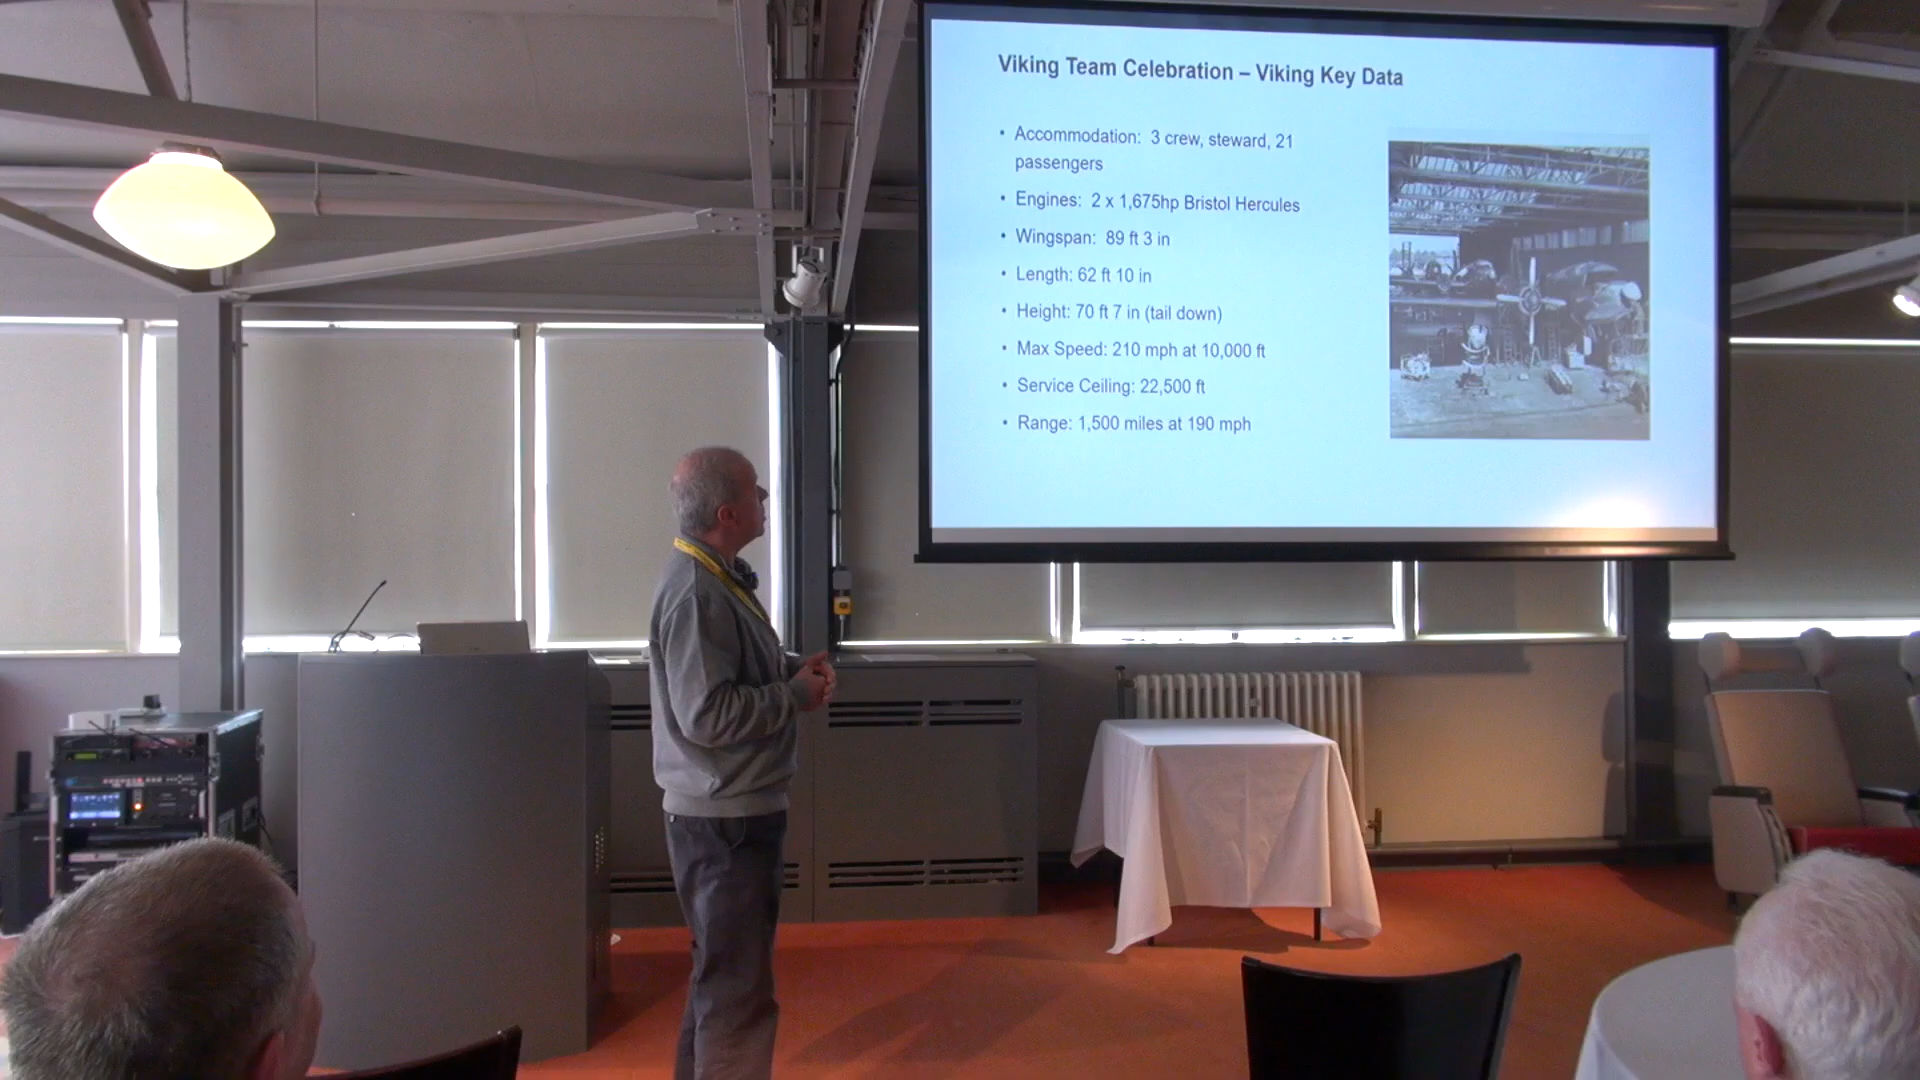 Viking Team Celebration – Viking Key Data
• Accommodation: 3 crew, steward, 21
passengers
• Engines: 2 x 1,675hp Bristol Hercules
• Wingspan: 89 ft 3 in
• Length: 62 ft 10 in
• Height: 70 ft 7 in (tail down)
• Max Speed: 210 mph at 10,000 ft
• Service Ceiling: 22,500 ft
• Range: 1,500 miles at 190 mph